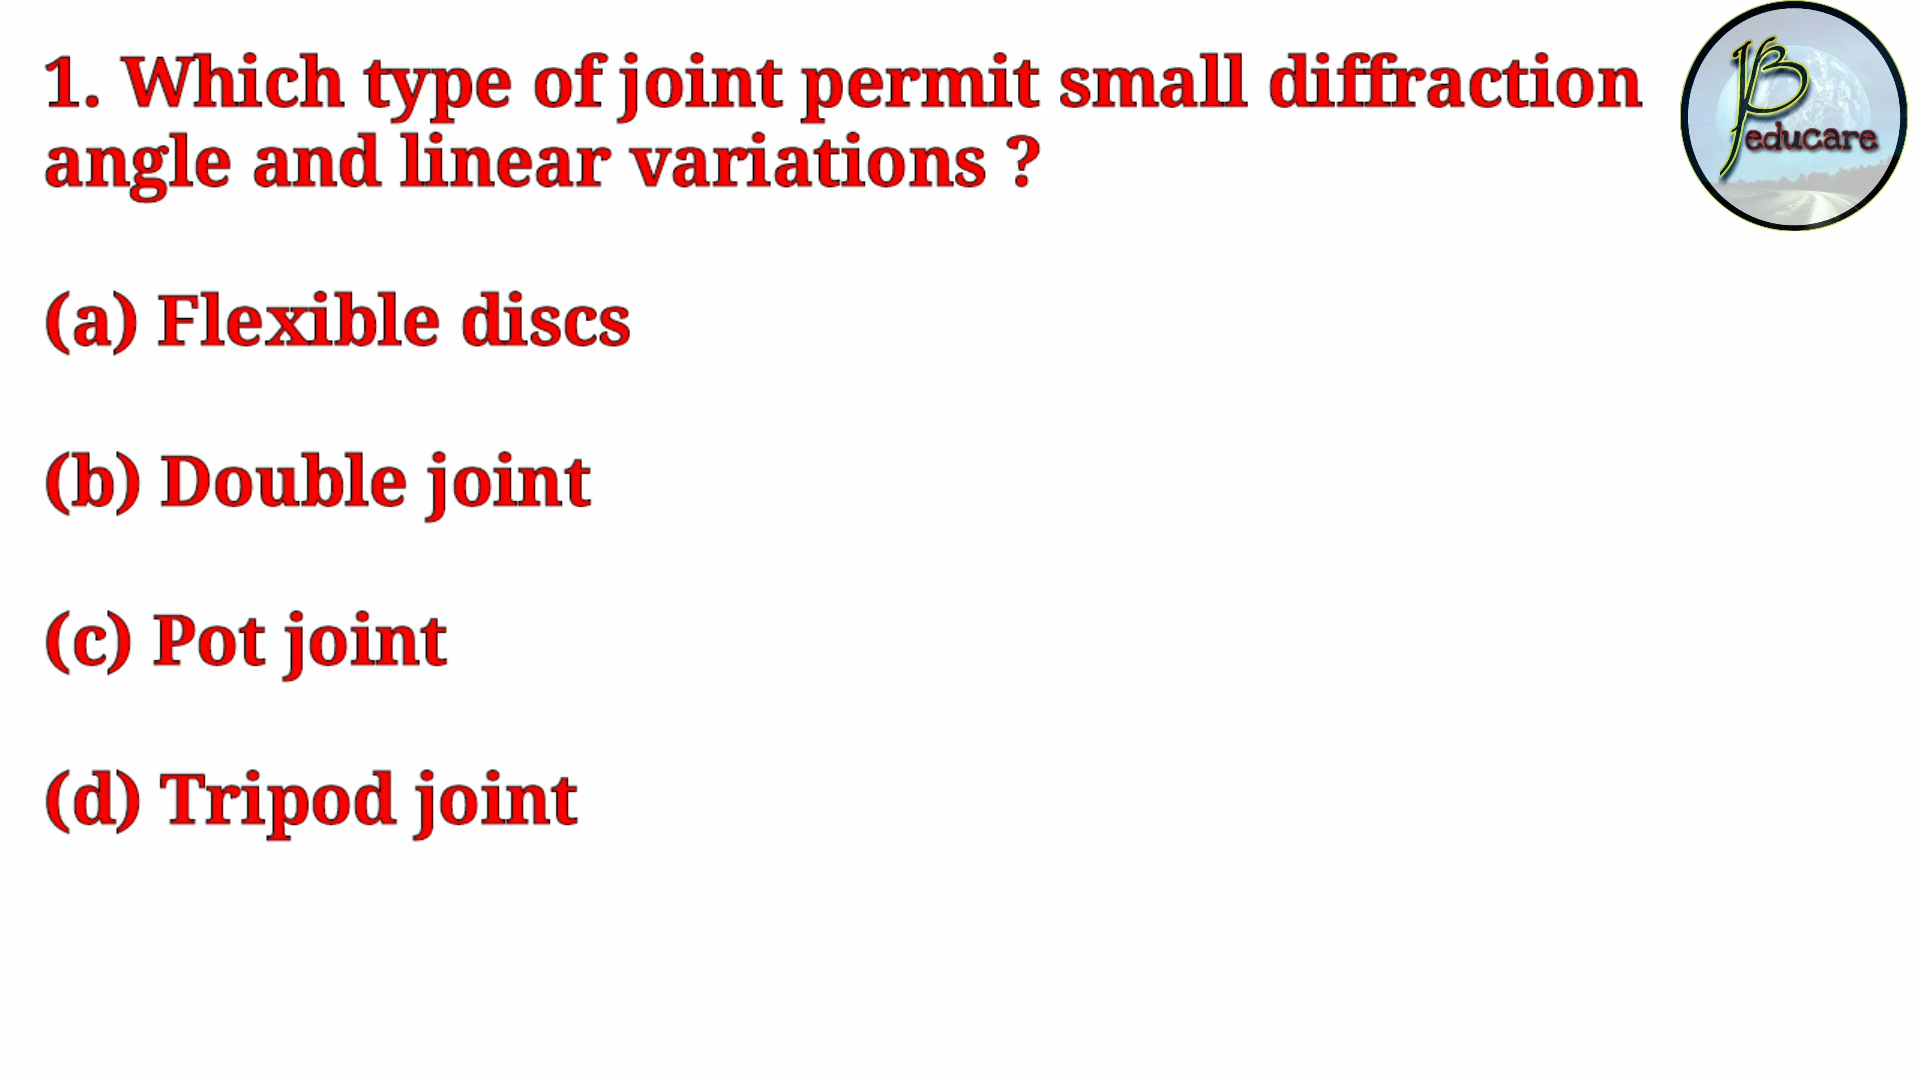 1. Which type of joint permit small diffraction
angle and linear variations ?
(a) Flexible discs
(b) Double joint
(c) Pot joint
(d) Tripod joint
educare